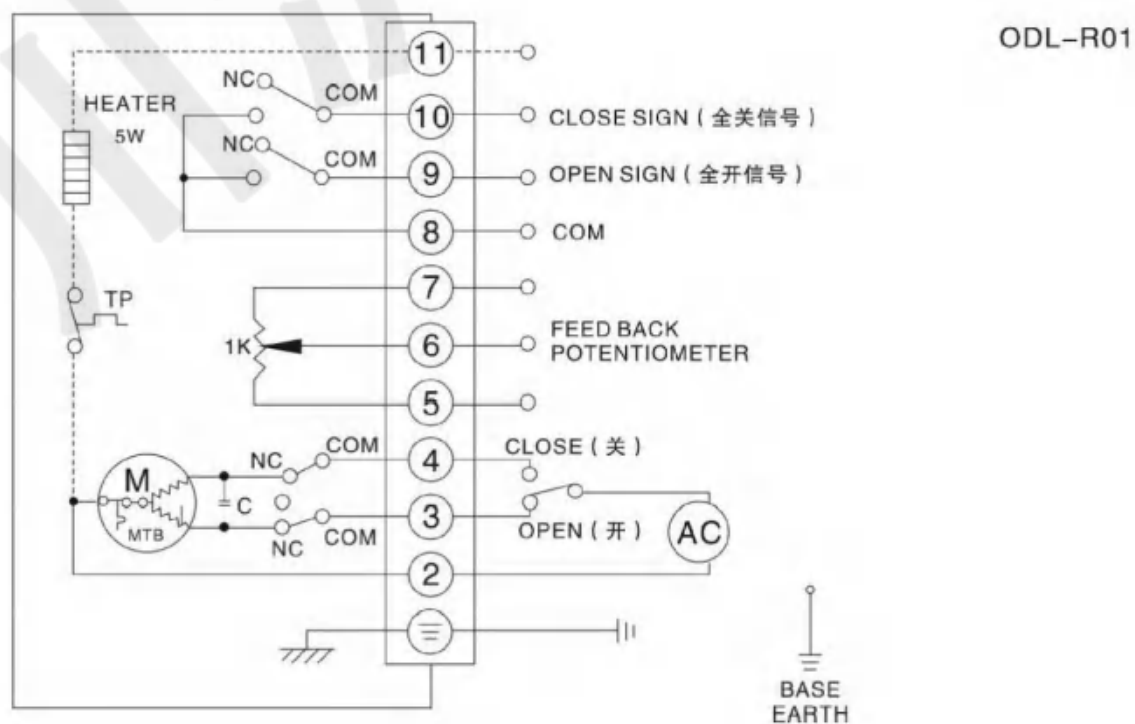 ODL-R01
11
NC
COM
HEATER
5W
10
CLOSE SIGN ( 全关信号 )
NC
COM
9
OPEN SIGN ( 全开信号 )
8
COM
7
TP
1K
6
FEED BACK
POTENTIOMETER
5
CLOSE ( 关 )
COM
4
NC
M
C
MTB
3
NC
COM
OPEN ( 开 )
AC
2
BASE
EARTH